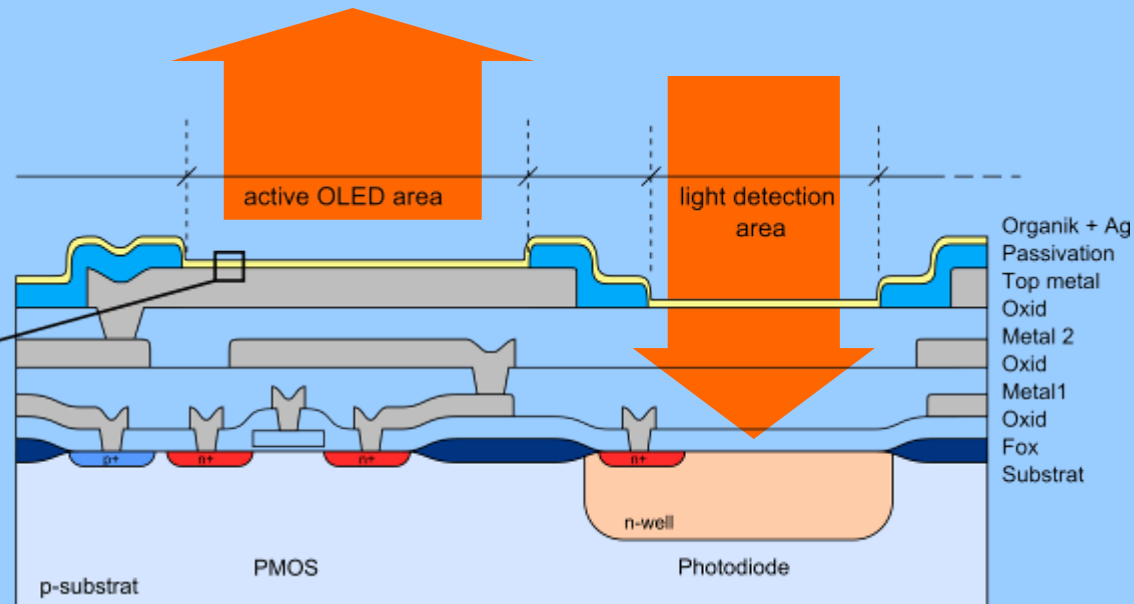 active OLED area
light detection
area
Organik + Ag
Passivation
Top metal
Oxid
Metal 2
Oxid
Metal1
Oxid
Fox
Substrat
p+
n+
n+
n+
n-well
PMOS
Photodiode
p-substrat